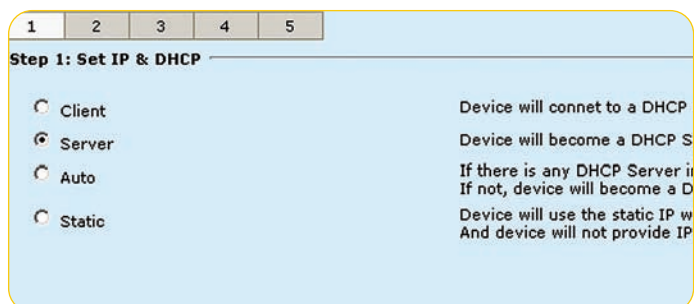 1 2 3 4 5
Step 1: Set IP & DHCP
Client Device will connet to a DHCP
Server Device will become a DHCP S
Auto If there is any DHCP Server i
If not, device will become a D
Static Device will use the static IP w
And device will not provide IP